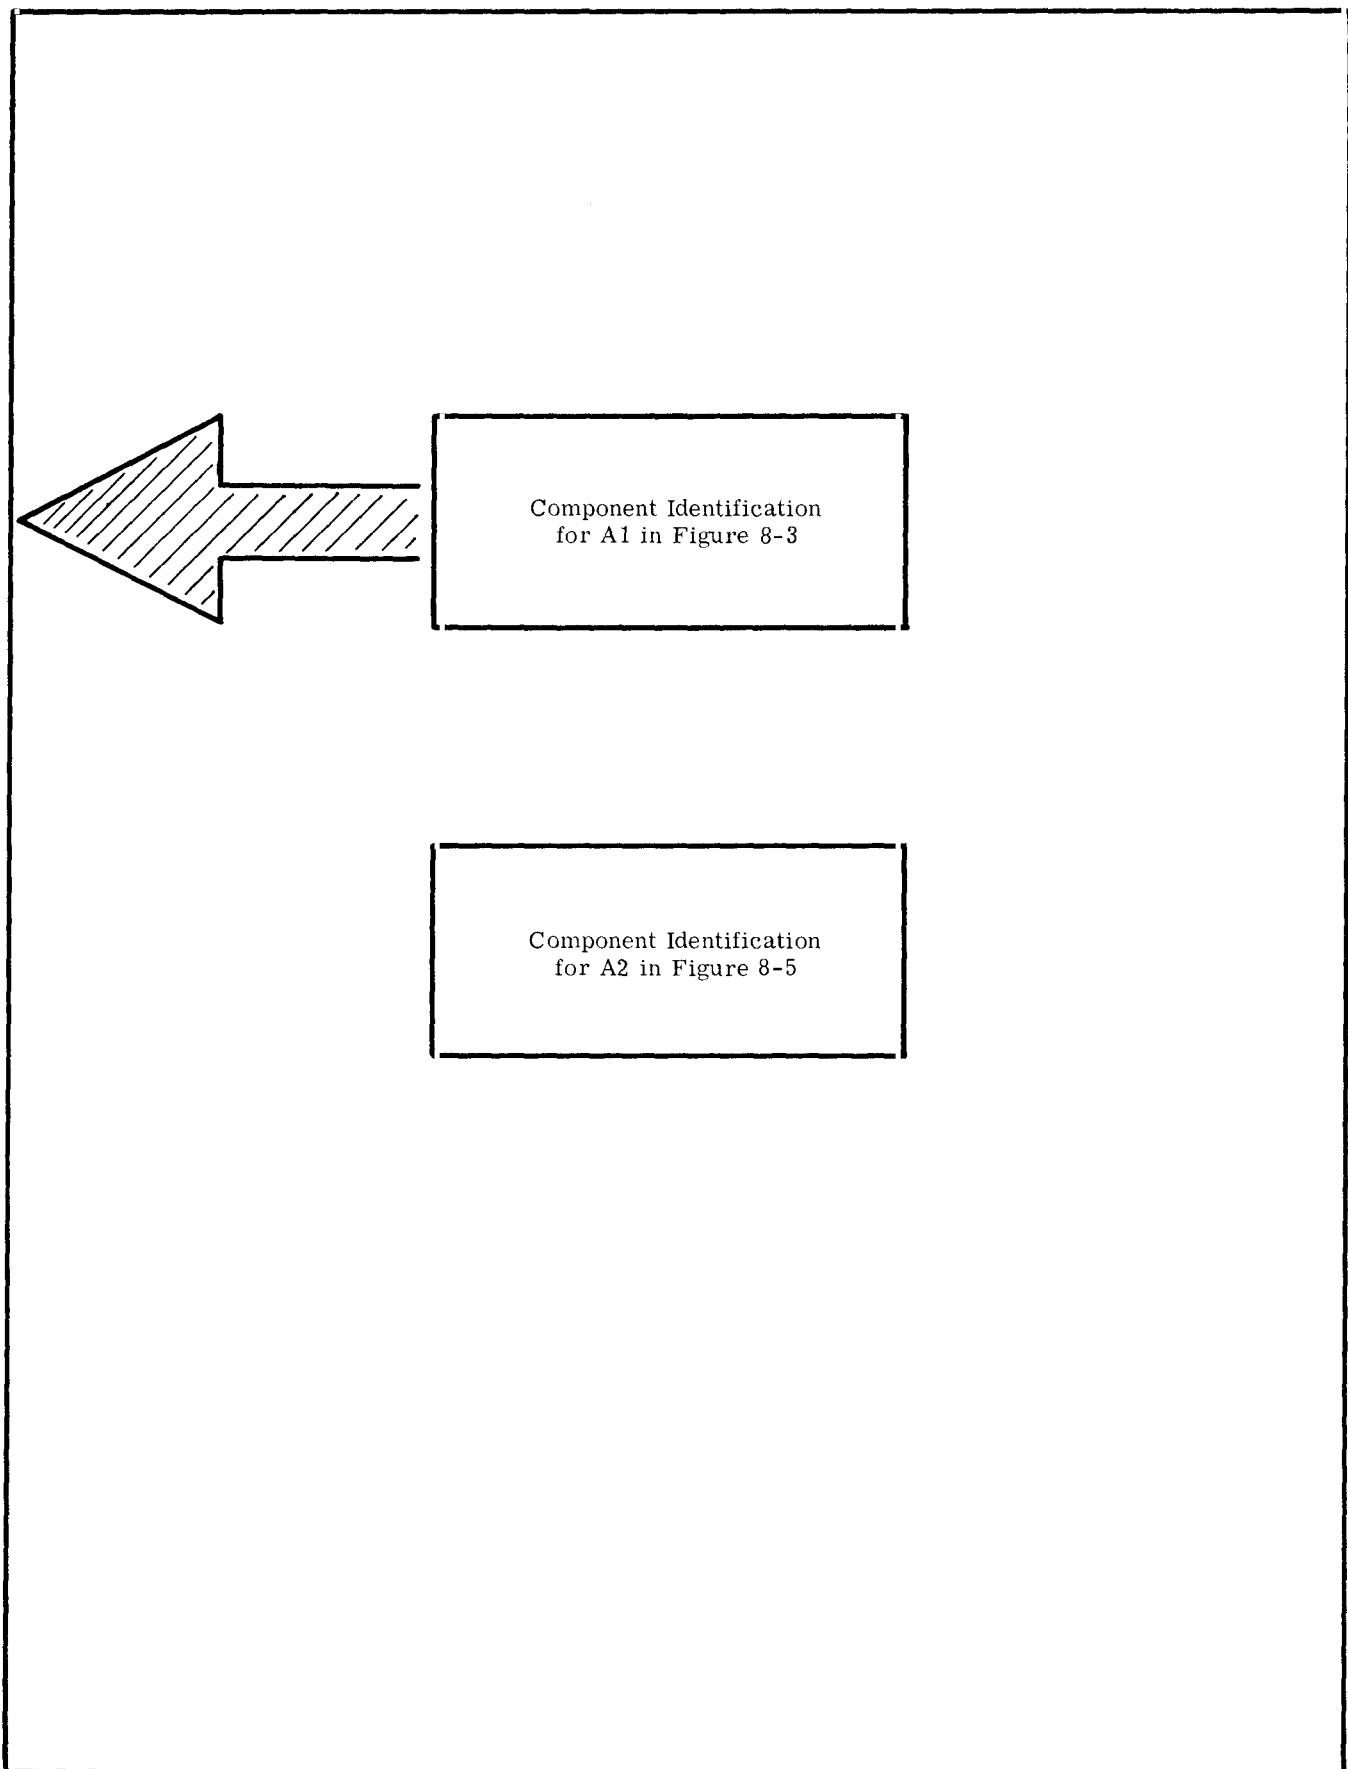 Component Identification
for A1 in Figure 8-3
Component Identification
for A2 in Figure 8-5